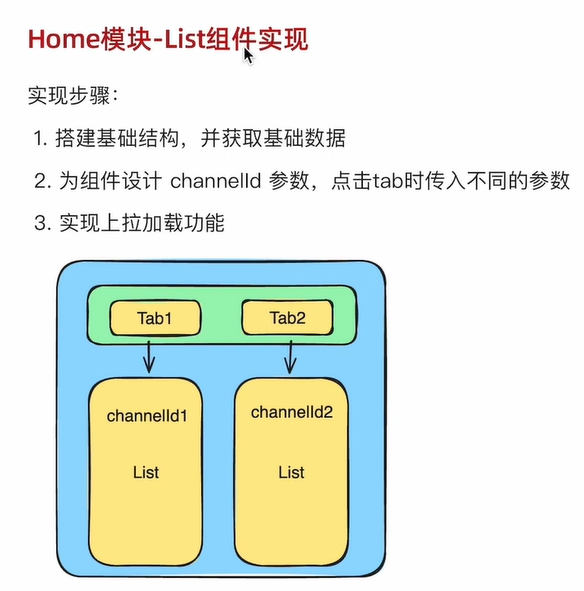 Home模块-List组件实现
实现步骤：
1. 搭建基础结构，并获取基础数据
2. 为组件设计 channelId 参数，点击tab时传入不同的参数
3. 实现上拉加载功能
Tab1
Tab2
channelId1
channelId2
List
List